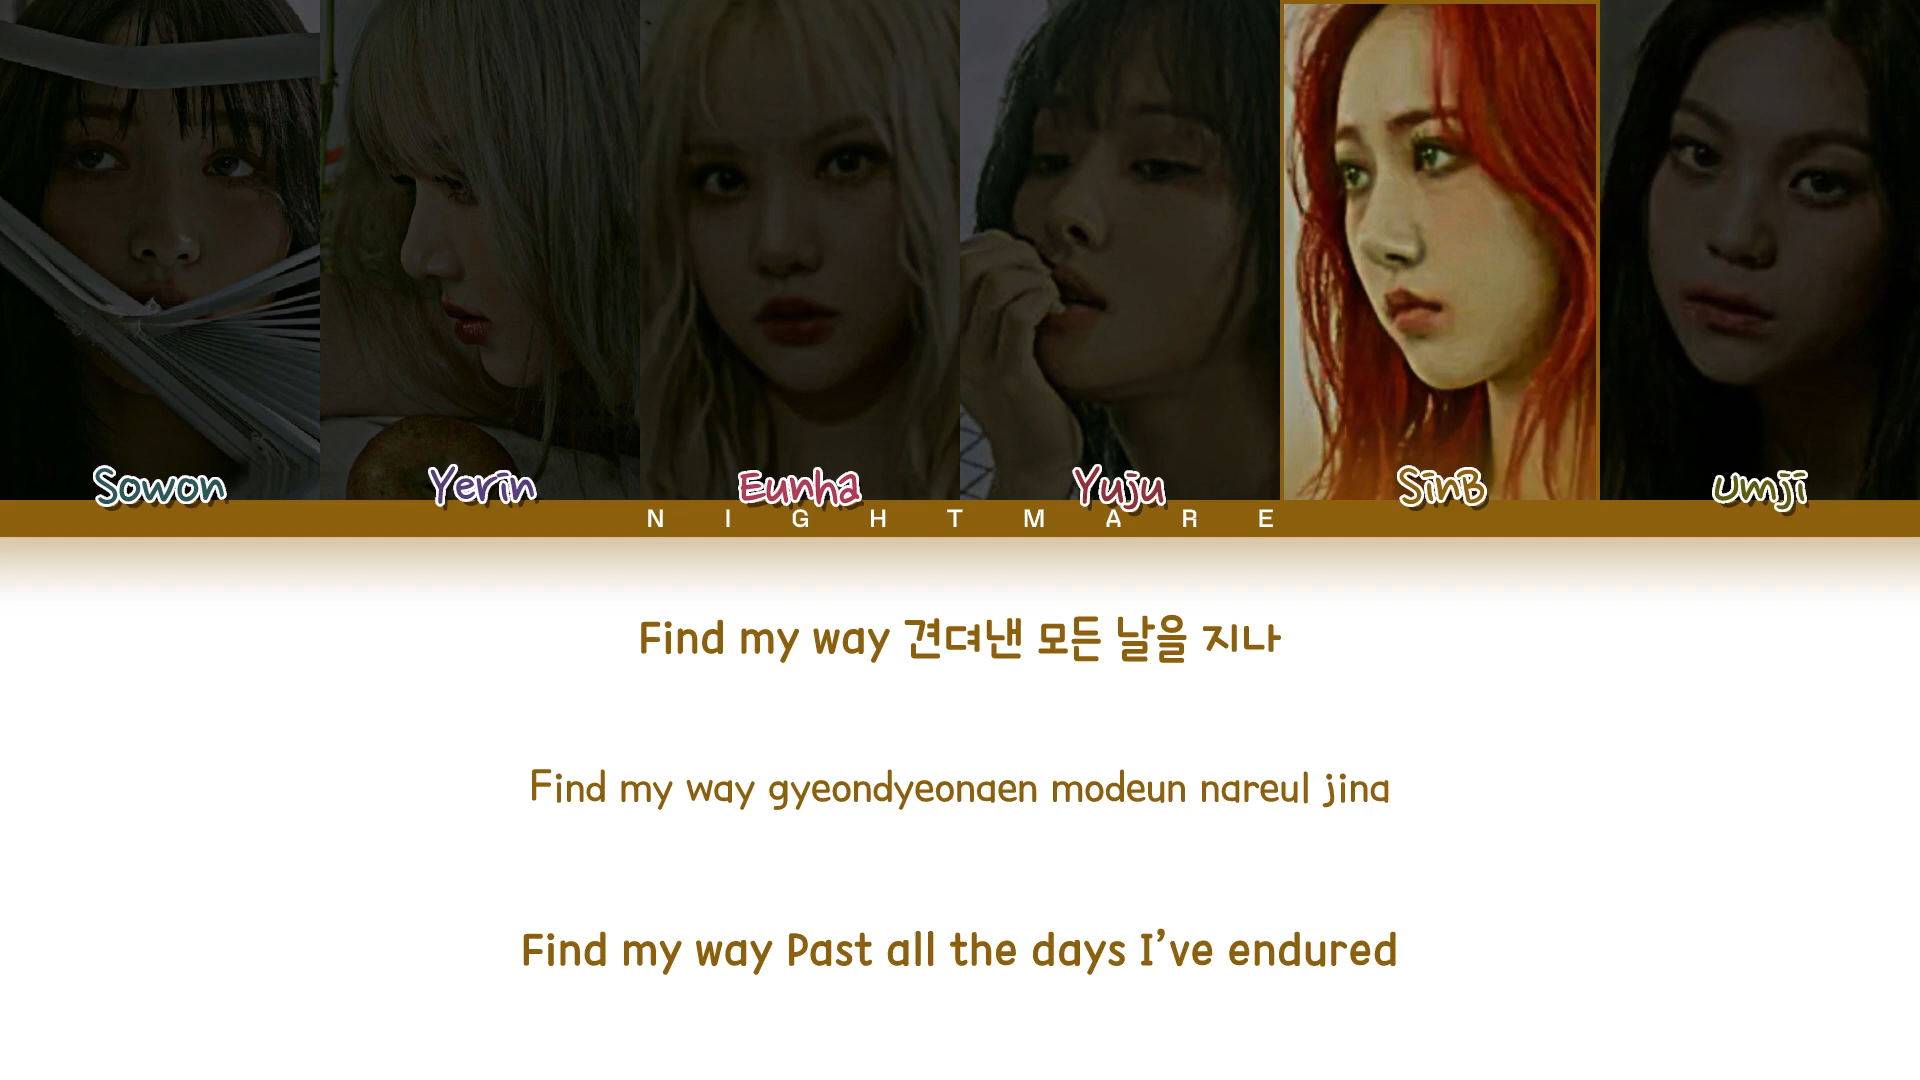 Sowon Yerin Eunha Yuju SinB Umji
NIGHTMARE
Find my way 견뎌낸 모든 날을 지나
Find my way gyeondyeonaen modeun nareul jina
Find my way Past all the days I’ve endured